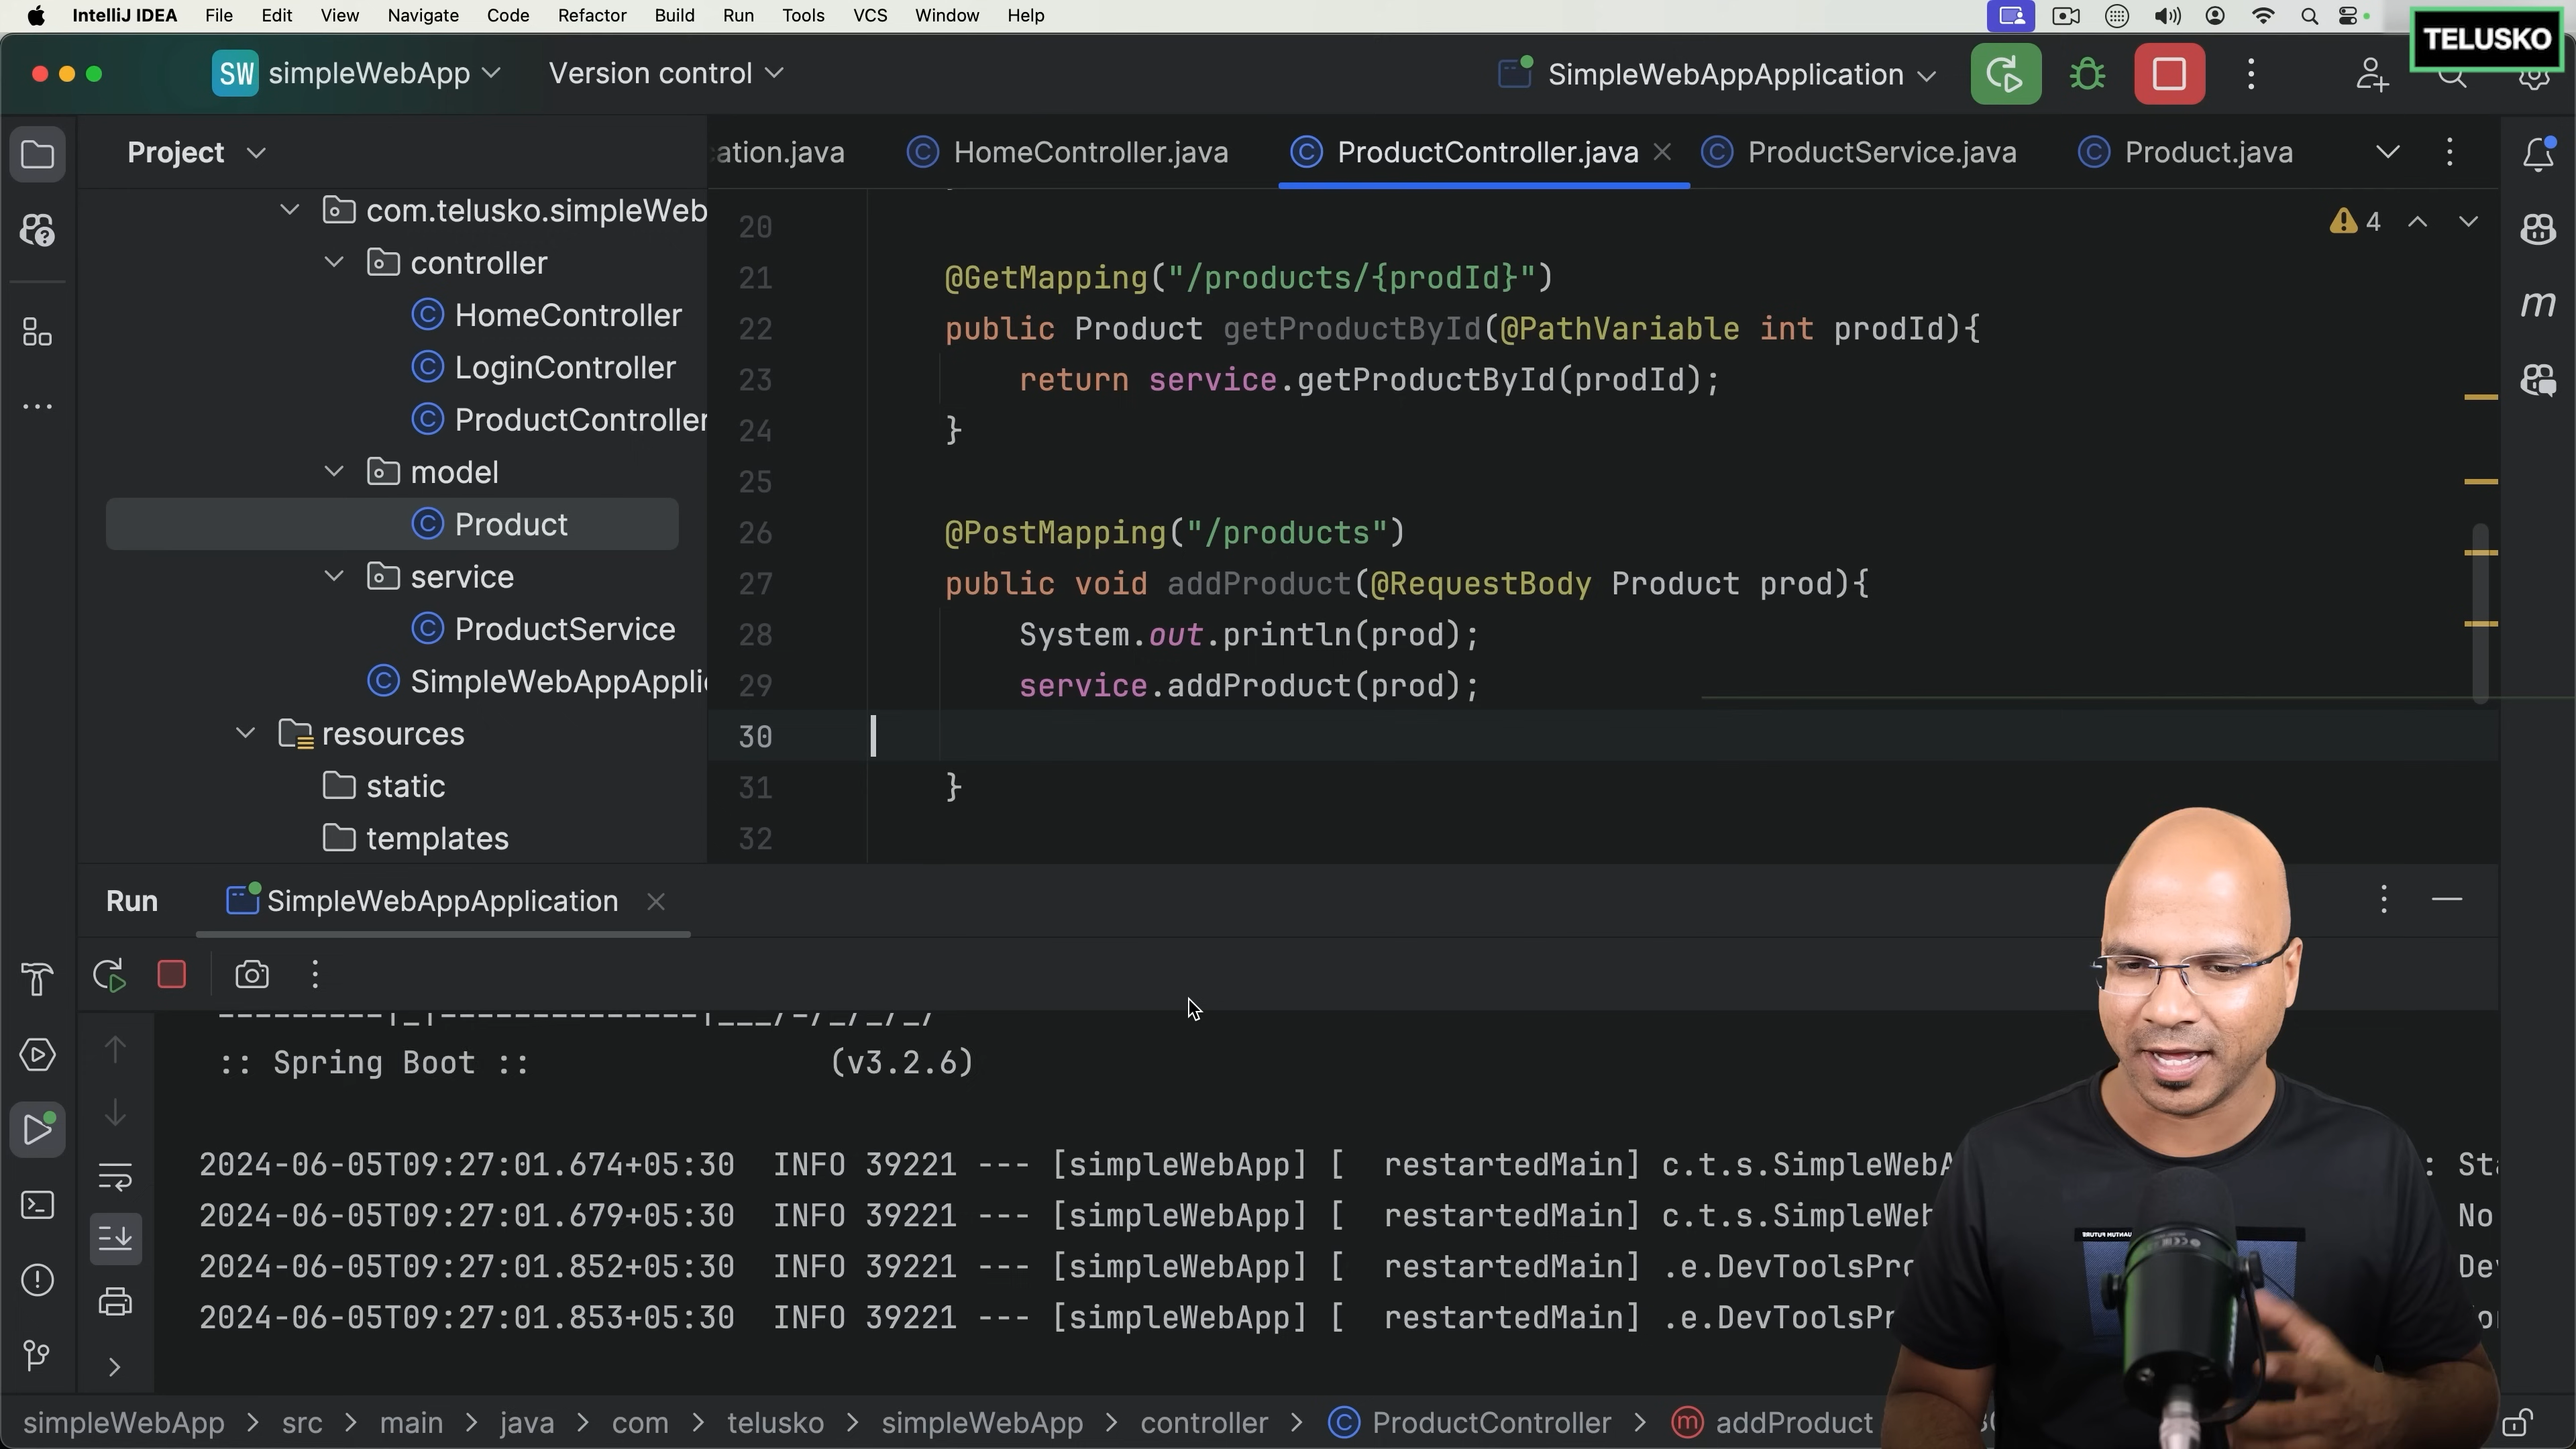 IntelliJ IDEA File Edit View Navigate Code Refactor Build Run Tools VCS Window Help
TELUSKO
SW simpleWebApp Version control SimpleWebAppApplication
Project
ation.java HomeController.java ProductController.java ProductService.java Product.java
com.telusko.simpleWeb
controller
HomeController
LoginController
ProductController
model
Product
service
ProductService
SimpleWebAppAppli
resources
static
templates
4
20
21 @GetMapping("/products/{prodId}")
22 public Product getProductById(@PathVariable int prodId){
23 return service.getProductById(prodId);
24 }
25
26 @PostMapping("/products")
27 public void addProduct(@RequestBody Product prod){
28 System.out.println(prod);
29 service.addProduct(prod);
30
31 }
32
m
Run SimpleWebAppApplication
:: Spring Boot :: (v3.2.6)
2024-06-05T09:27:01.674+05:30 INFO 39221 --- [simpleWebApp] [ restartedMain] c.t.s.SimpleWebA : Sta
2024-06-05T09:27:01.679+05:30 INFO 39221 --- [simpleWebApp] [ restartedMain] c.t.s.SimpleWeb No
2024-06-05T09:27:01.852+05:30 INFO 39221 --- [simpleWebApp] [ restartedMain] .e.DevToolsPro Dev
2024-06-05T09:27:01.853+05:30 INFO 39221 --- [simpleWebApp] [ restartedMain] .e.DevToolsPr
simpleWebApp > src > main > java > com > telusko > simpleWebApp > controller > ProductController > addProduct